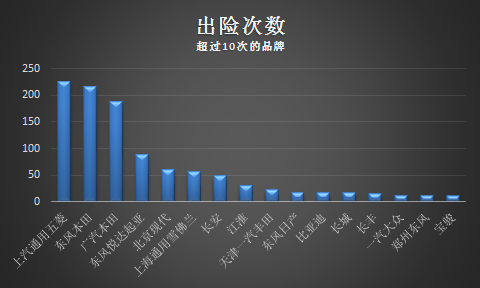 出险次数
超过10次的品牌
250
200
150
100
50
0
上汽通用五菱
东风本田
广汽本田
东风悦达起亚
北京现代
上海通用雪佛兰
长安
江淮
天津一汽丰田
东风日产
比亚迪
长城
长丰
一汽大众
郑州东风
宝骏